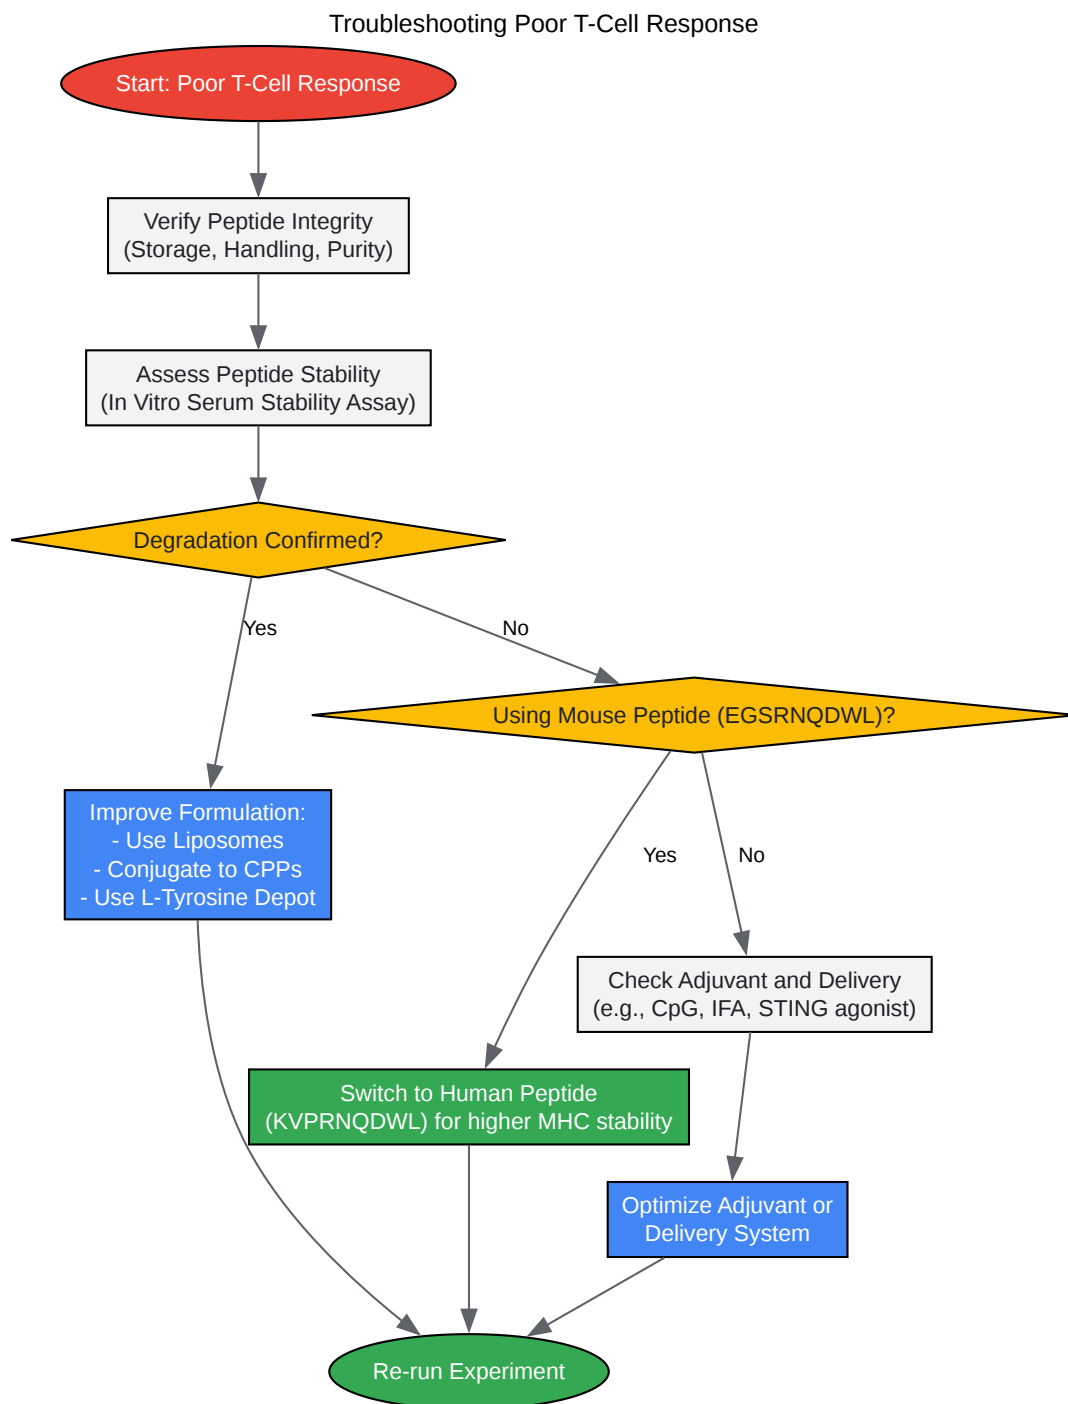 Troubleshooting Poor T-Cell Response
Start: Poor T-Cell Response
Verify Peptide Integrity
(Storage, Handling, Purity)
Assess Peptide Stability
(In Vitro Serum Stability Assay)
Degradation Confirmed?
Yes
No
Using Mouse Peptide (EGSRNQDWL)?
Improve Formulation:
- Use Liposomes
- Conjugate to CPPs
- Use L-Tyrosine Depot
Yes
No
Check Adjuvant and Delivery
(e.g., CpG, IFA, STING agonist)
Switch to Human Peptide
(KVPRNQDWL) for higher MHC stability
Optimize Adjuvant or
Delivery System
Re-run Experiment